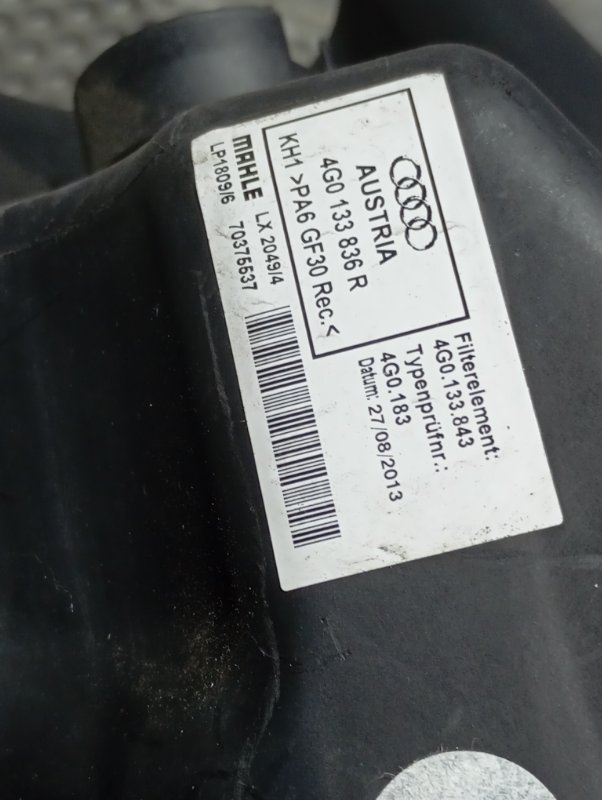 AUSTRIA
4G0 133 836 R
KH1 >PA6 GF30 Rec.<
MAHLE LX 2049/4
LP1809/6 70375537
Filterelement:
4G0.133.843
Typenprüfnr.:
4G0.183
Datum: 27/08/2013